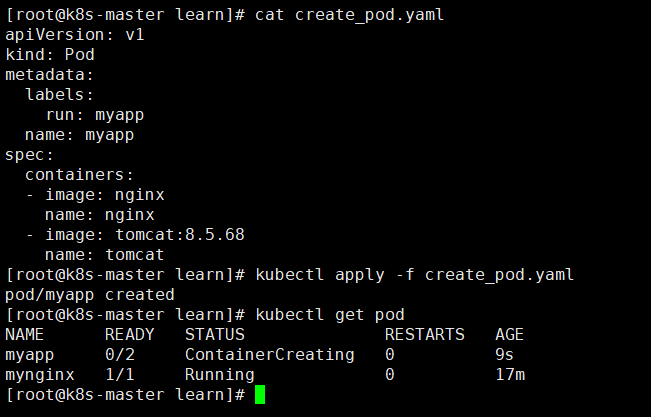 [root@k8s-master learn]# cat create_pod.yaml
apiVersion: v1
kind: Pod
metadata:
  labels:
    run: myapp
  name: myapp
spec:
  containers:
  - image: nginx
    name: nginx
  - image: tomcat:8.5.68
    name: tomcat
[root@k8s-master learn]# kubectl apply -f create_pod.yaml
pod/myapp created
[root@k8s-master learn]# kubectl get pod
NAME      READY   STATUS              RESTARTS   AGE
myapp     0/2     ContainerCreating   0          9s
mynginx   1/1     Running             0          17m
[root@k8s-master learn]#